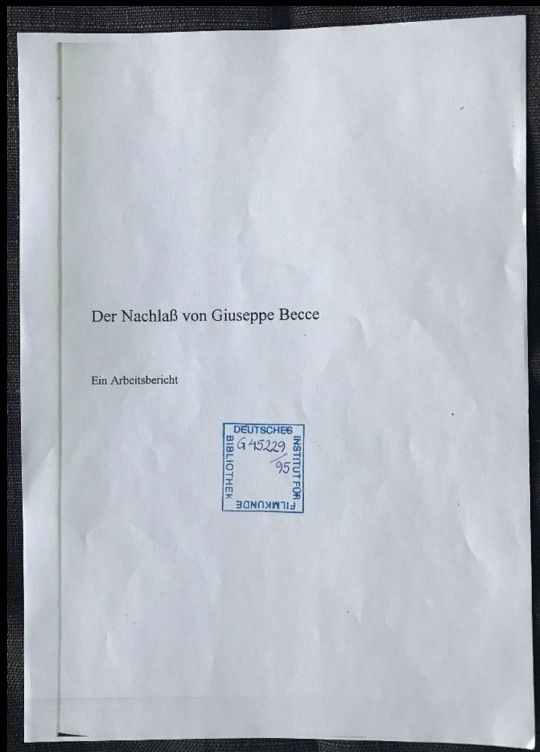 Der Nachlaß von Giuseppe Becce
Ein Arbeitsbericht
DEUTSCHES
INSTITUT FÜR
FILMKUNDE
BIBLIOTHEK
G 45229
/95